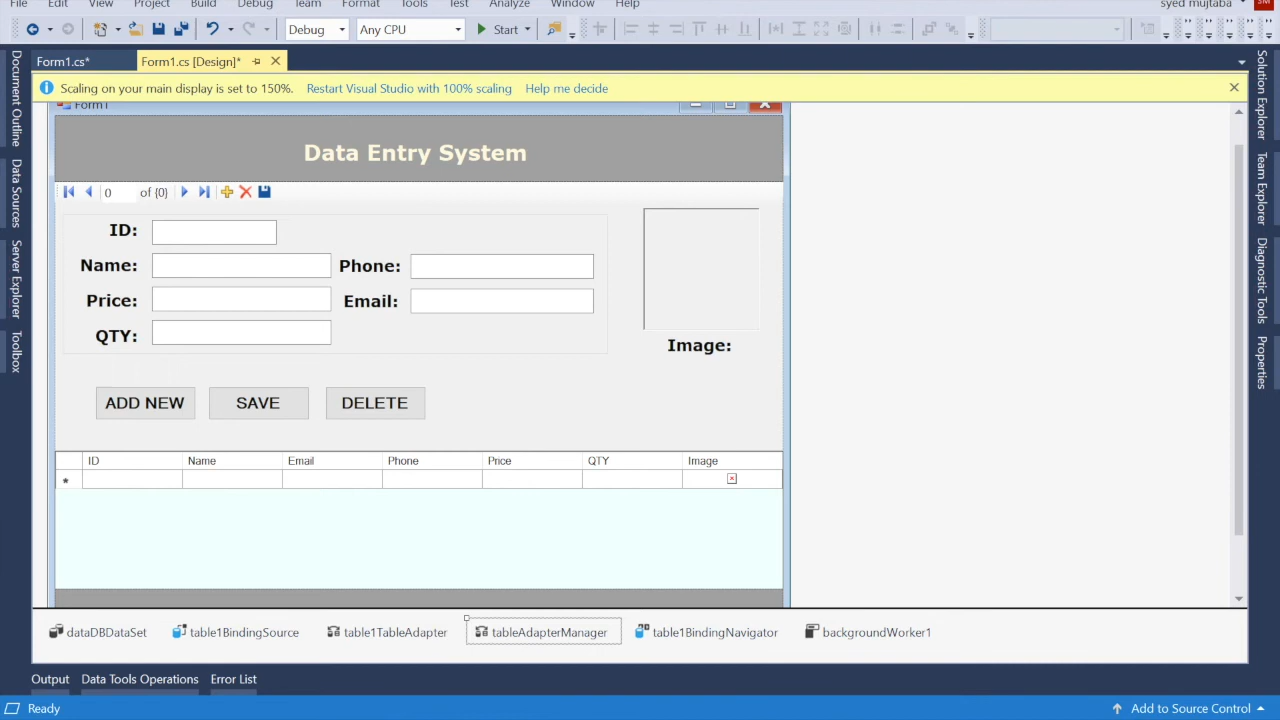 File Edit View Project Build Debug Team Format Tools Test Analyze Window Help syed mujtaba SM
Debug Any CPU Start
Form1.cs* Form1.cs [Design]*
Scaling on your main display is set to 150%. Restart Visual Studio with 100% scaling Help me decide
Form1
Data Entry System
0 of {0}
ID:
Name: Phone:
Price: Email:
QTY:
Image:
ADD NEW SAVE DELETE
ID Name Email Phone Price QTY Image
dataDBDataSet table1BindingSource table1TableAdapter tableAdapterManager table1BindingNavigator backgroundWorker1
Document Outline
Data Sources
Server Explorer
Toolbox
Solution Explorer
Team Explorer
Diagnostic Tools
Properties
Output Data Tools Operations Error List
Ready Add to Source Control